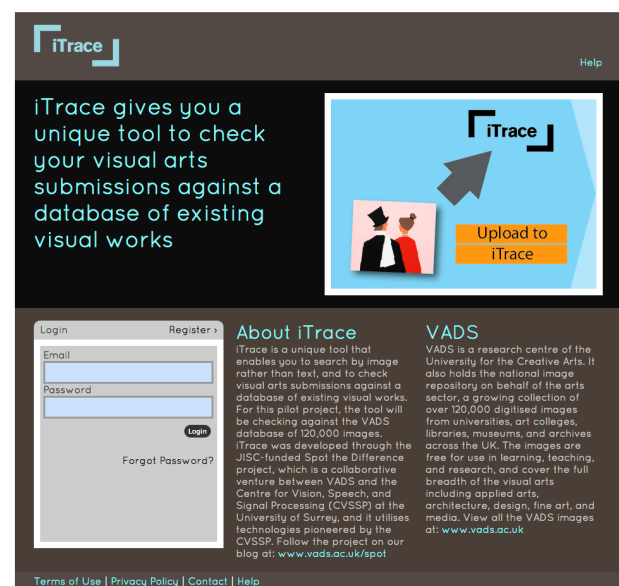 iTrace
Help
iTrace gives you a
unique tool to check
your visual arts
submissions against a
database of existing
visual works
iTrace
Upload to
iTrace
Login
Register ›
Email
Password
Login
Forgot Password?
About iTrace
iTrace is a unique tool that
enables you to search by image
rather than text, and to check
visual arts submissions against a
database of existing visual works.
For this pilot project, the tool will
be checking against the VADS
database of 120,000 images.
iTrace was developed through the
JISC-funded Spot the Difference
project, which is a collaborative
venture between VADS and the
Centre for Vision, Speech, and
Signal Processing (CVSSP) at the
University of Surrey, and it utilises
technologies pioneered by the
CVSSP. Follow the project on our
blog at: www.vads.ac.uk/spot
VADS
VADS is a research centre of the
University for the Creative Arts. It
also holds the national image
repository on behalf of the arts
sector, a growing collection of
over 120,000 digitised images
from universities, art colleges,
libraries, museums, and archives
across the UK. The images are
free for use in learning, teaching,
and research, and cover the full
breadth of the visual arts
including applied arts,
architecture, design, fine art, and
media. View all the VADS images
at: www.vads.ac.uk
Terms of Use | Privacy Policy | Contact | Help